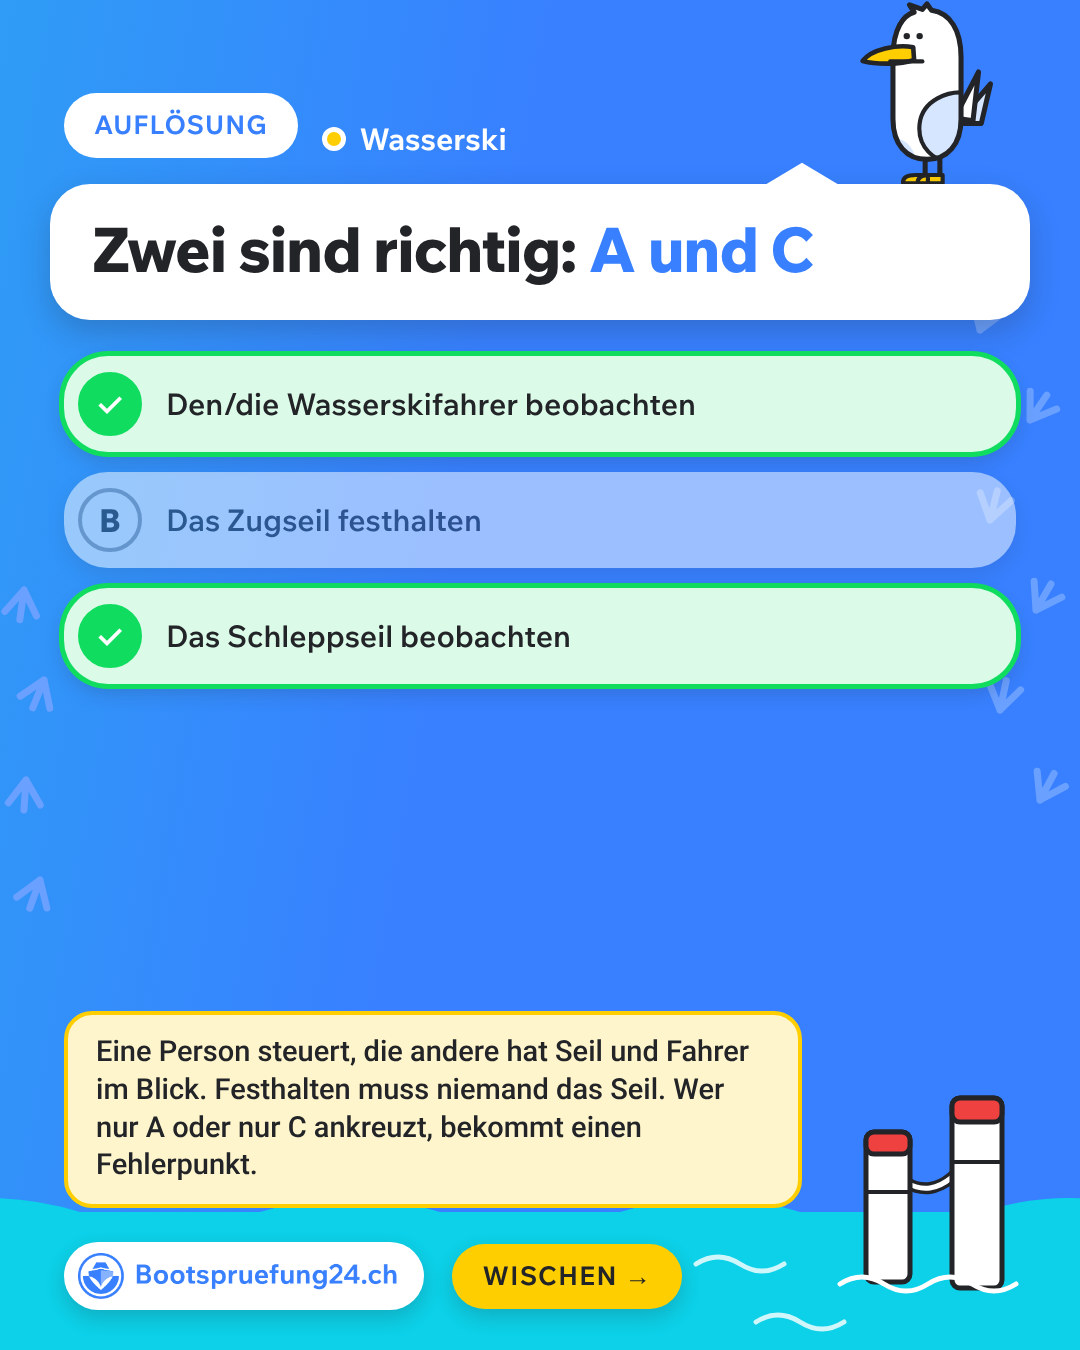 AUFLÖSUNG
Wasserski
Zwei sind richtig: A und C
Den/die Wasserskifahrer beobachten
B Das Zugseil festhalten
Das Schleppseil beobachten
Eine Person steuert, die andere hat Seil und Fahrer
im Blick. Festhalten muss niemand das Seil. Wer
nur A oder nur C ankreuzt, bekommt einen
Fehlerpunkt.
Bootspruefung24.ch
WISCHEN →